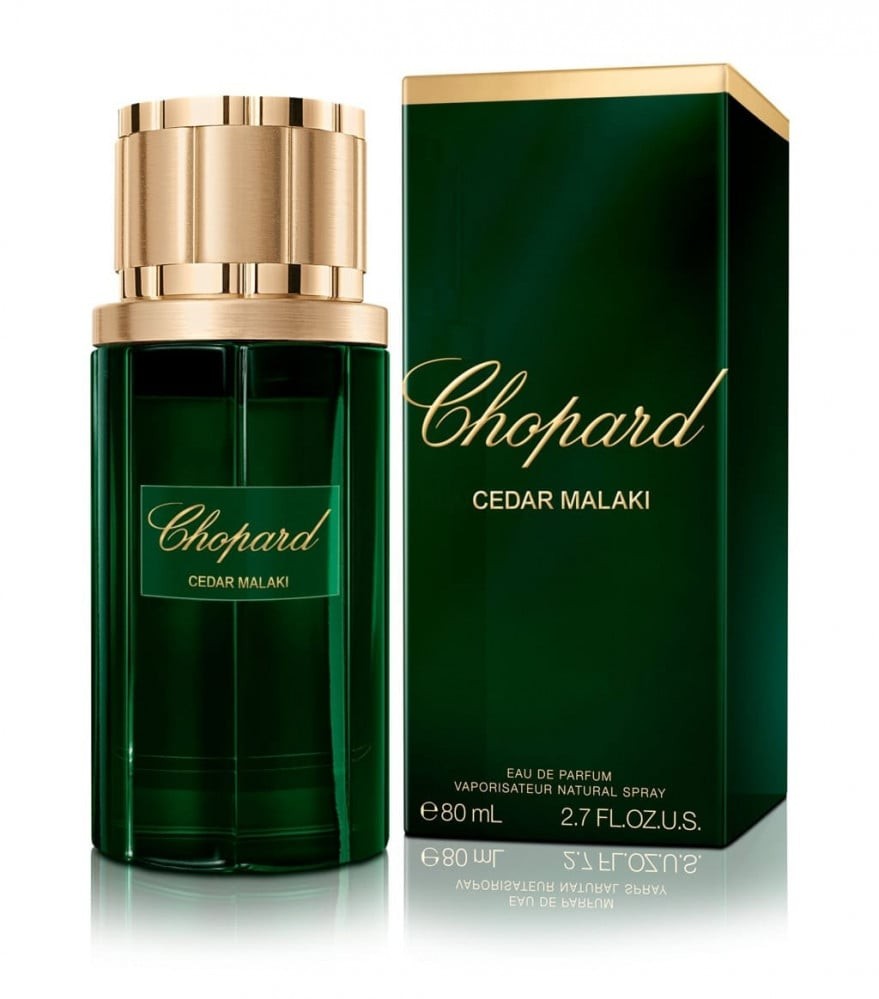 Chopard
CEDAR MALAKI
Chopard
CEDAR MALAKI
EAU DE PARFUM
VAPORISATEUR NATURAL SPRAY
℮80 mL 2.7 FL.OZ.U.S.